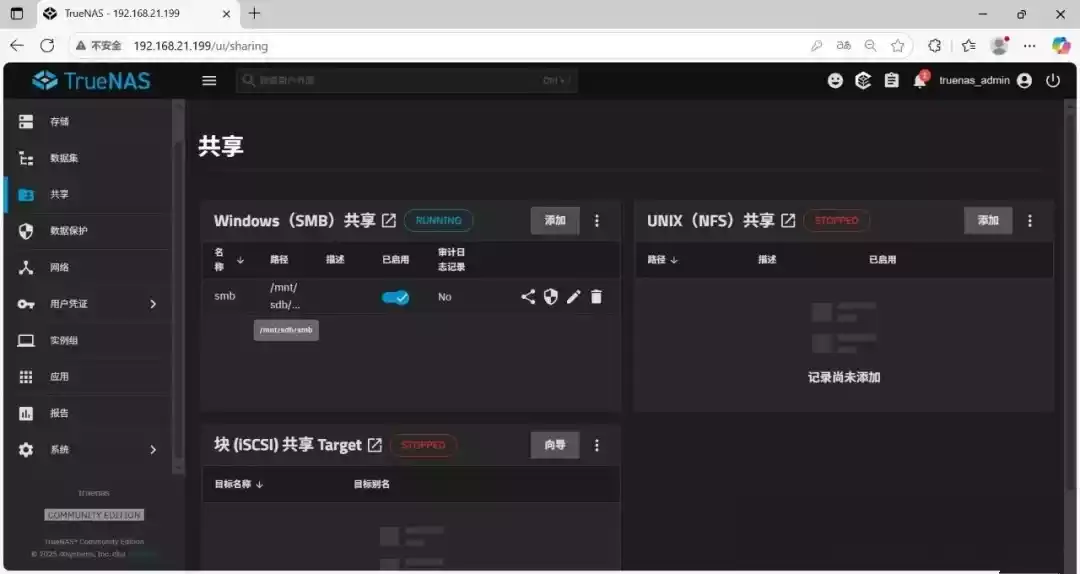 TrueNAS - 192.168.21.199
不安全 192.168.21.199/ui/sharing
TrueNAS
搜索用户界面
Ctrl + /
1
truenas_admin
存储
数据集
共享
数据保护
网络
用户凭证
实例组
应用
报告
系统
truenas
COMMUNITY EDITION
TrueNAS® Community Edition
© 2025
共享
Windows（SMB）共享 RUNNING 添加
名称 路径 描述 已启用 审计日志记录
smb /mnt/sdb/... No
/mnt/sdb/smb
UNIX（NFS）共享 STOPPED 添加
路径 描述 已启用
记录尚未添加
块 (iSCSI) 共享 Target STOPPED 向导
目标名称 目标别名